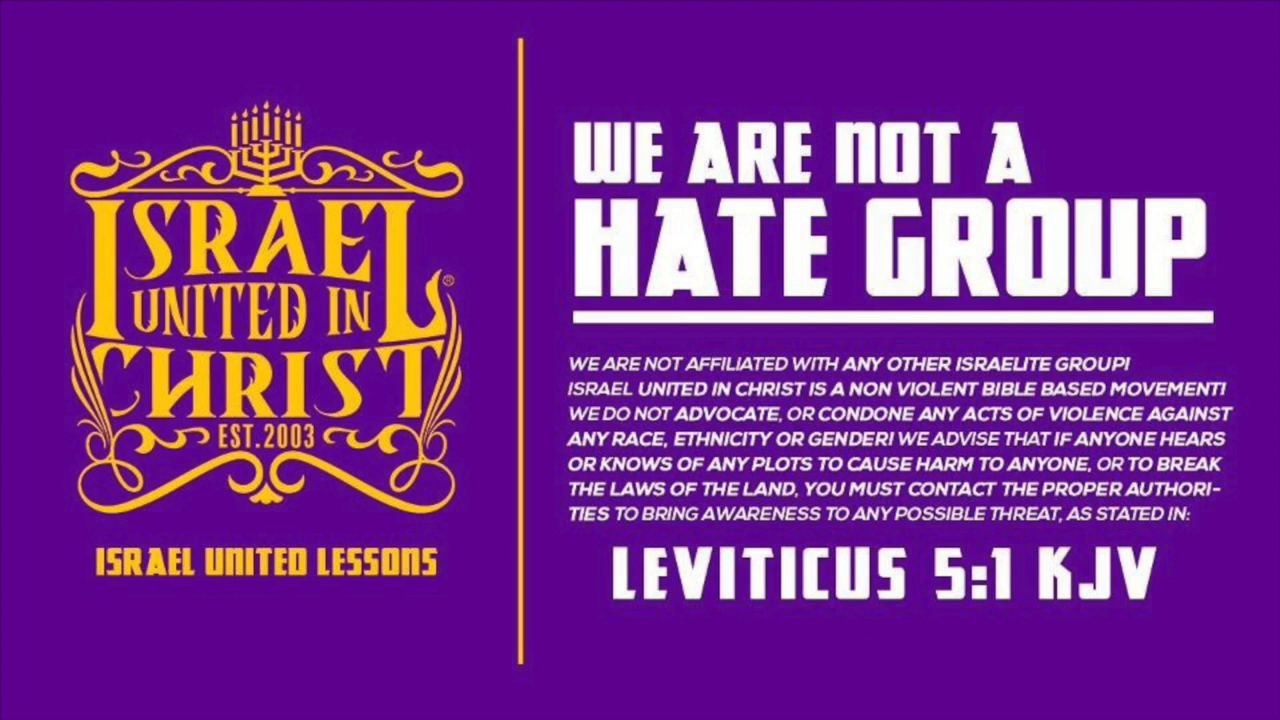 ISRAEL
UNITED IN
CHRIST
EST.2003
®
ISRAEL UNITED LESSONS
WE ARE NOT A
HATE GROUP
WE ARE NOT AFFILIATED WITH ANY OTHER ISRAELITE GROUP!
ISRAEL UNITED IN CHRIST IS A NON VIOLENT BIBLE BASED MOVEMENT!
WE DO NOT ADVOCATE, OR CONDONE ANY ACTS OF VIOLENCE AGAINST
ANY RACE, ETHNICITY OR GENDER! WE ADVISE THAT IF ANYONE HEARS
OR KNOWS OF ANY PLOTS TO CAUSE HARM TO ANYONE, OR TO BREAK
THE LAWS OF THE LAND, YOU MUST CONTACT THE PROPER AUTHORI-
TIES TO BRING AWARENESS TO ANY POSSIBLE THREAT, AS STATED IN:
LEVITICUS 5:1 KJV